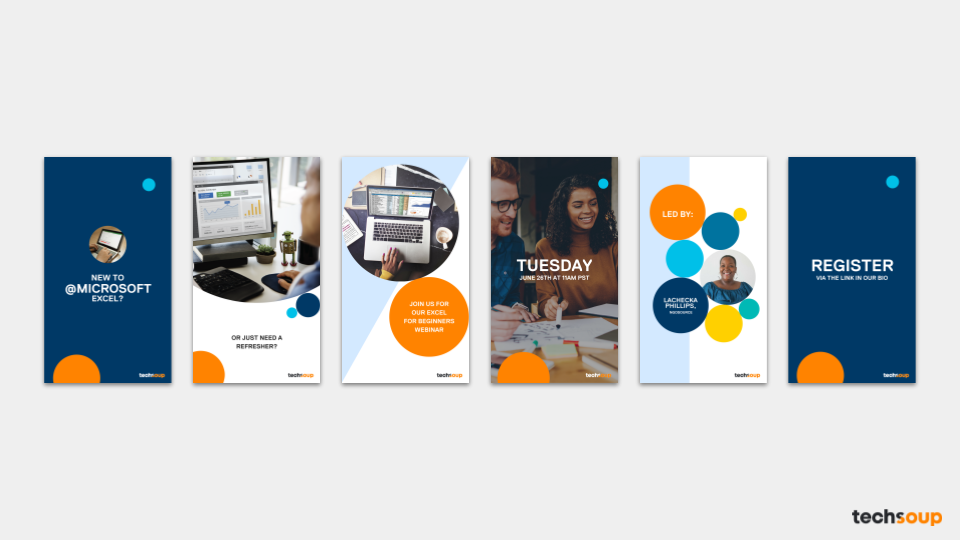 NEW TO
@MICROSOFT
EXCEL?
techsoup
OR JUST NEED A
REFRESHER?
techsoup
JOIN US FOR
OUR EXCEL
FOR BEGINNERS
WEBINAR
techsoup
TUESDAY
JUNE 26TH AT 11AM PST
techsoup
LED BY:
LACHECKA
PHILLIPS,
techsoup
REGISTER
VIA THE LINK IN OUR BIO
techsoup
techsoup